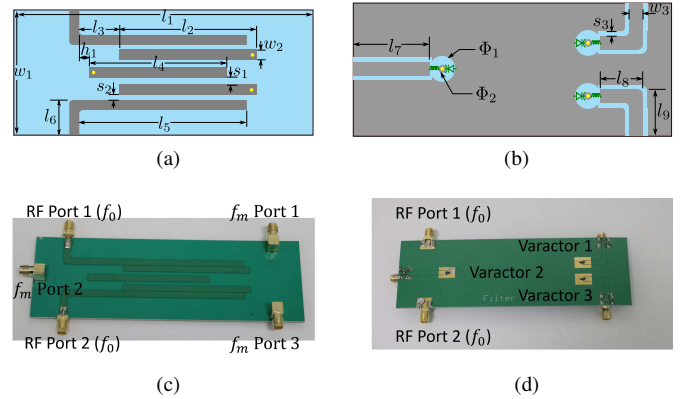 l1
l3 l2
w2
h1
l4
w1
s1
s2
l6
l5
(a)
w3
s3
l7
Φ1
Φ2
l8
l9
(b)
RF Port 1 (f0)
fm Port 1
fm Port 2
RF Port 2 (f0)
fm Port 3
(c)
RF Port 1 (f0)
Varactor 1
Varactor 2
Varactor 3
Filter
RF Port 2 (f0)
(d)